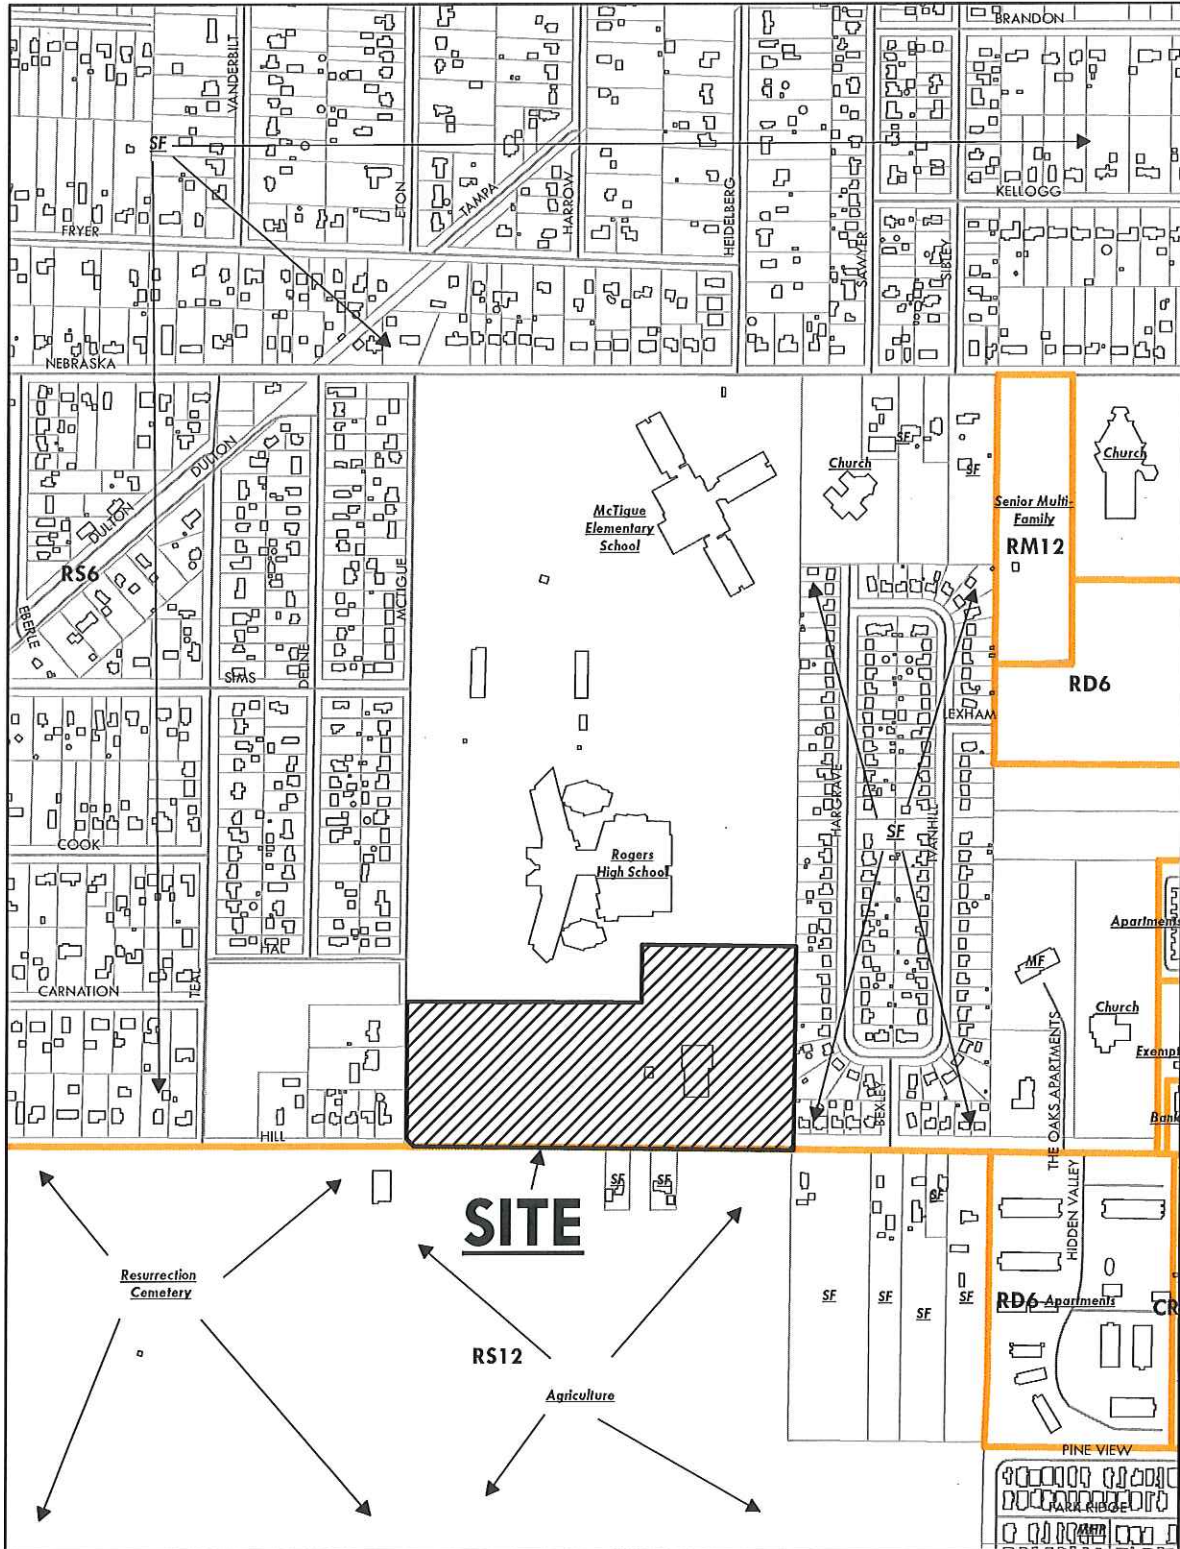 BRANDON
VANDERBILT
SF
ETON
TAMPA
HARROW
HEIDELBERG
SAWYER
SIBLEY
KELLOGG
FRYER
NEBRASKA
DULTON
DULTON
RS6
EBERLE
SIMS
DELNE
MCTIGUE
McTigue
Elementary
School
Church
SF
SF
Senior Multi-
Family
RM12
Church
RD6
LEXHAM
HARGRAVE
IVANHILL
SF
COOK
Rogers
High School
HAL
CARNATION
TEAL
HILL
BEXLEY
MF
THE OAKS APARTMENTS
Church
Apartments
Exempt
Bank
SITE
SF
SF
SF
HIDDEN VALLEY
Resurrection
Cemetery
RS12
Agriculture
SF
SF
SF
SF
RD6
Apartments
CR
PINE VIEW
PARK RIDGE
MHP